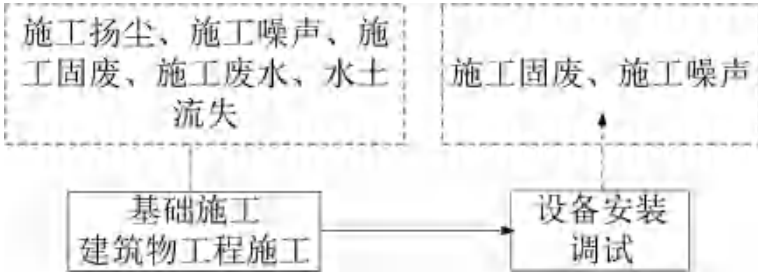 施工扬尘、施工噪声、施
工固废、施工废水、水土
流失
施工固废、施工噪声
基础施工
建筑物工程施工
设备安装
调试